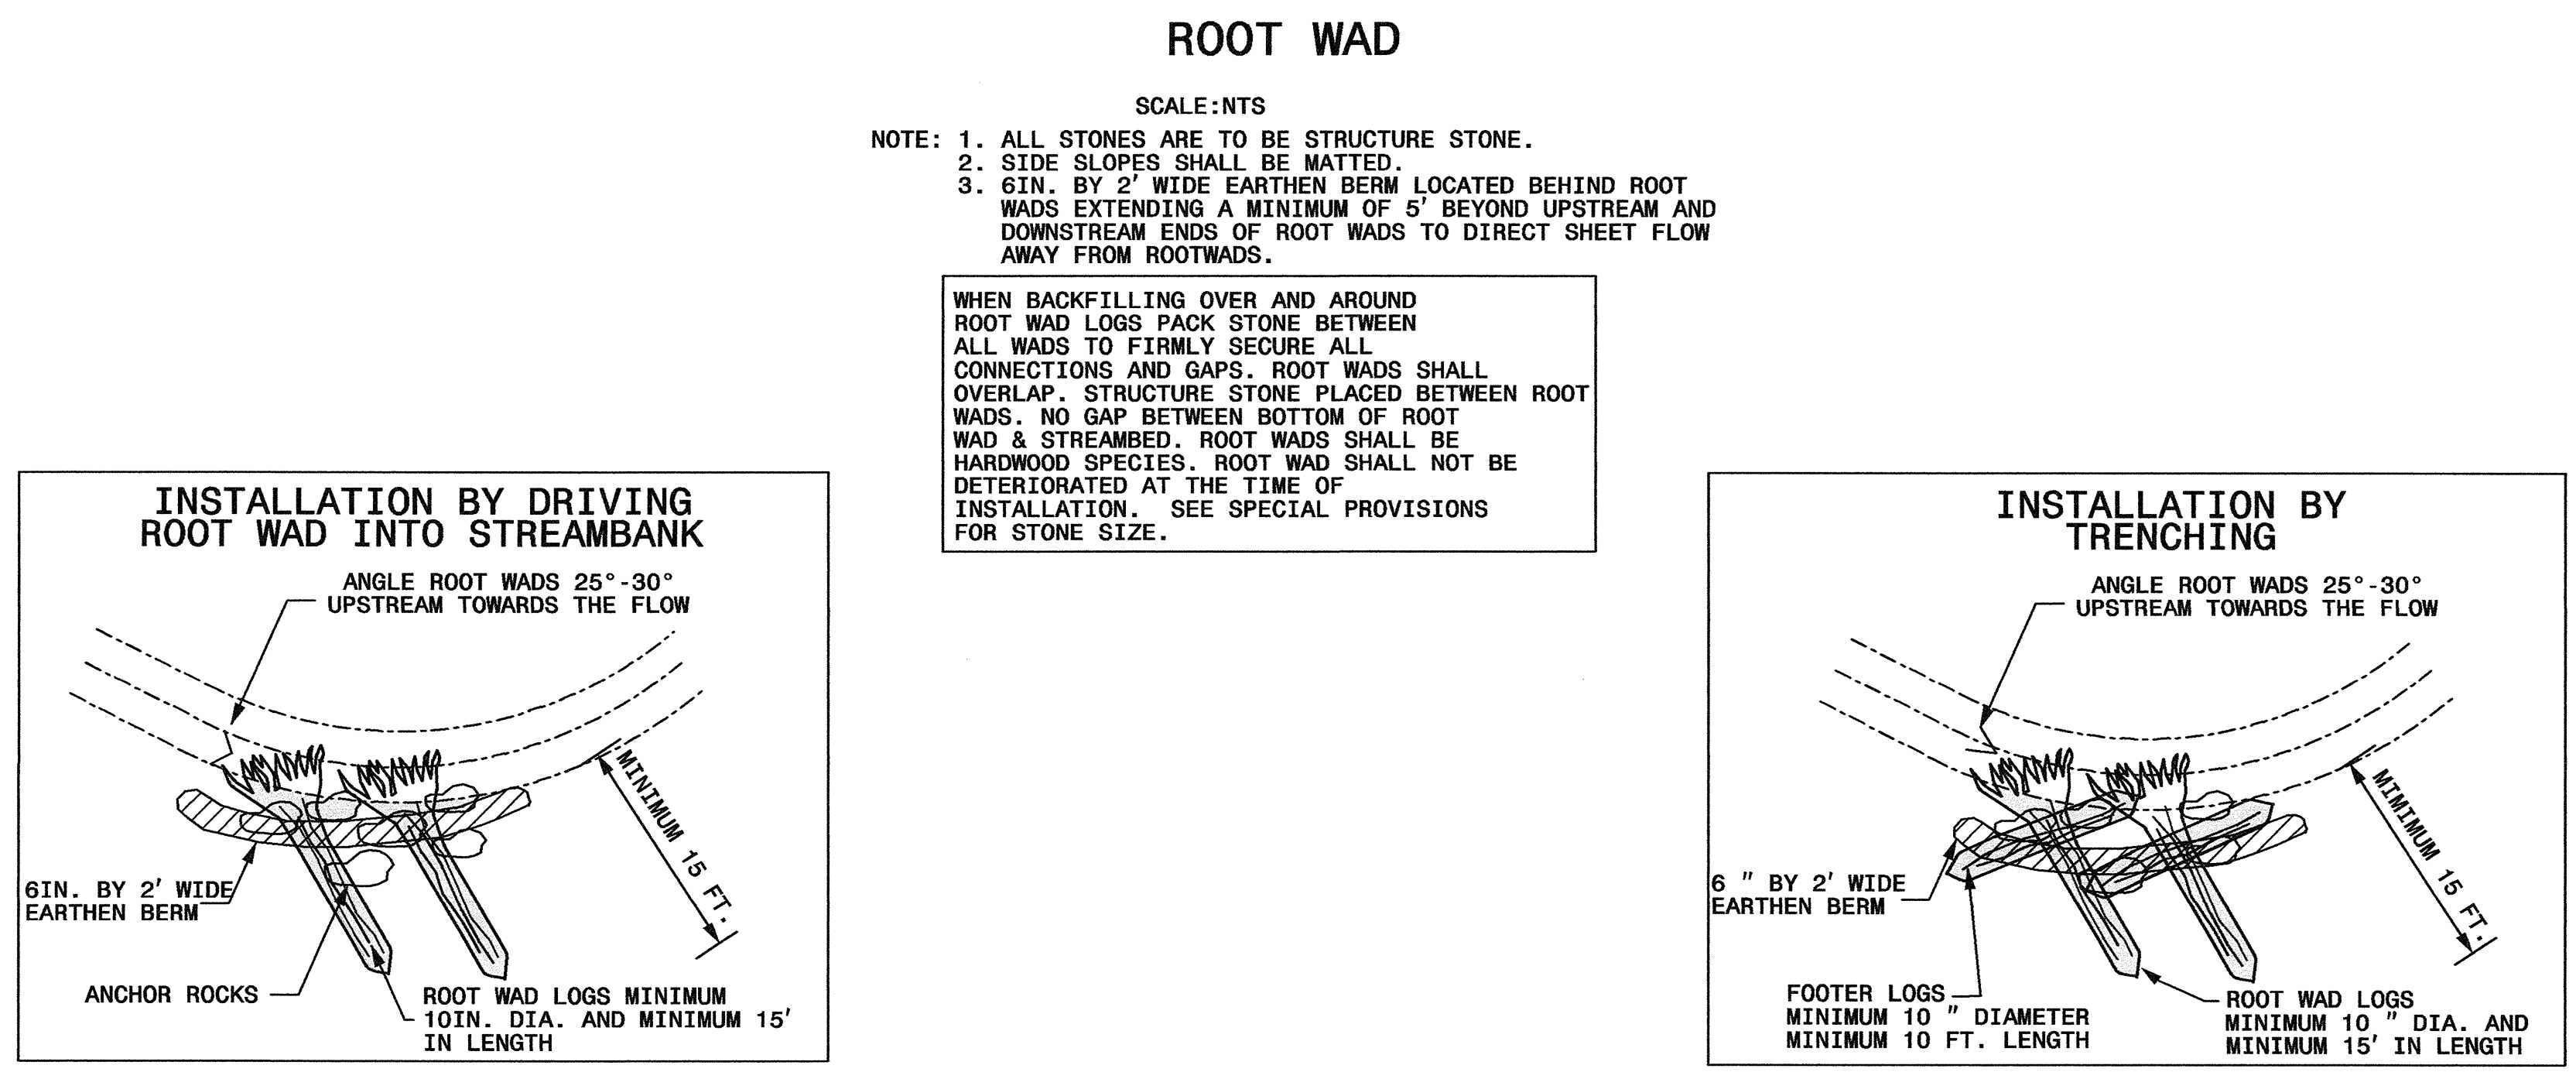 ROOT WAD
SCALE:NTS
NOTE: 1. ALL STONES ARE TO BE STRUCTURE STONE.
2. SIDE SLOPES SHALL BE MATTED.
3. 6IN. BY 2' WIDE EARTHEN BERM LOCATED BEHIND ROOT
WADS EXTENDING A MINIMUM OF 5' BEYOND UPSTREAM AND
DOWNSTREAM ENDS OF ROOT WADS TO DIRECT SHEET FLOW
AWAY FROM ROOTWADS.
WHEN BACKFILLING OVER AND AROUND
ROOT WAD LOGS PACK STONE BETWEEN
ALL WADS TO FIRMLY SECURE ALL
CONNECTIONS AND GAPS. ROOT WADS SHALL
OVERLAP. STRUCTURE STONE PLACED BETWEEN ROOT
WADS. NO GAP BETWEEN BOTTOM OF ROOT
WAD & STREAMBED. ROOT WADS SHALL BE
HARDWOOD SPECIES. ROOT WAD SHALL NOT BE
DETERIORATED AT THE TIME OF
INSTALLATION. SEE SPECIAL PROVISIONS
FOR STONE SIZE.
INSTALLATION BY DRIVING
ROOT WAD INTO STREAMBANK
ANGLE ROOT WADS 25°-30°
UPSTREAM TOWARDS THE FLOW
MINIMUM 15 FT.
6IN. BY 2' WIDE
EARTHEN BERM
ANCHOR ROCKS
ROOT WAD LOGS MINIMUM
10IN. DIA. AND MINIMUM 15'
IN LENGTH
INSTALLATION BY
TRENCHING
ANGLE ROOT WADS 25°-30°
UPSTREAM TOWARDS THE FLOW
MIMIMUM 15 FT.
6 " BY 2' WIDE
EARTHEN BERM
FOOTER LOGS
MINIMUM 10 " DIAMETER
MINIMUM 10 FT. LENGTH
ROOT WAD LOGS
MINIMUM 10 " DIA. AND
MINIMUM 15' IN LENGTH